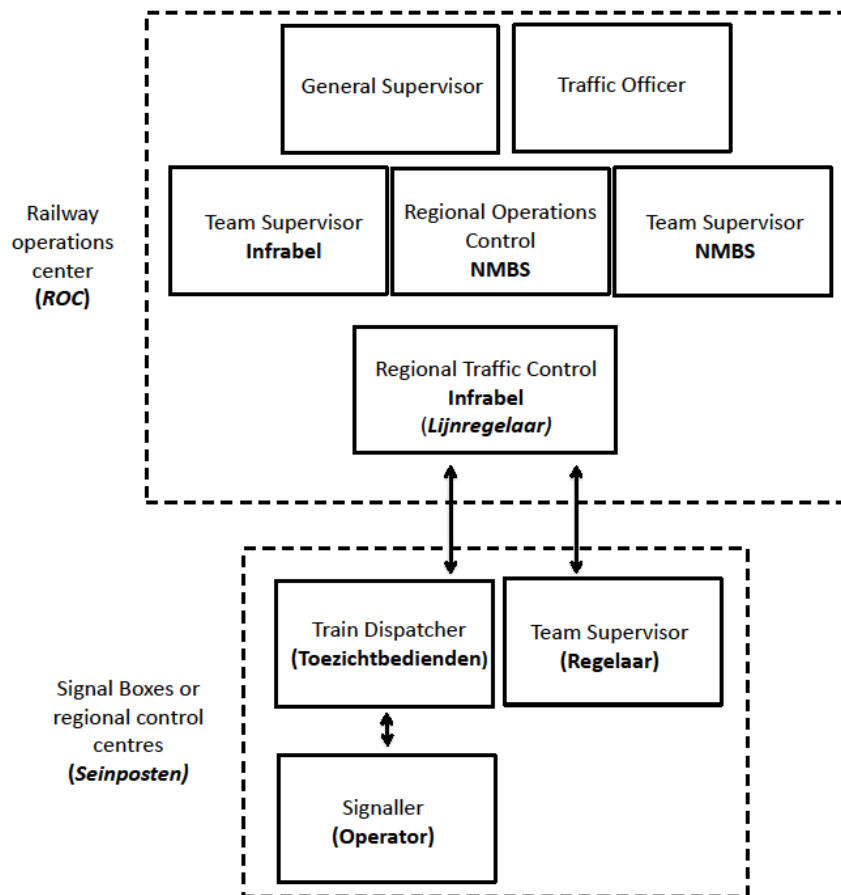 General Supervisor
Traffic Officer
Team Supervisor
Infrabel
Regional Operations
Control
NMBS
Team Supervisor
NMBS
Railway
operations
center
(ROC)
Regional Traffic Control
Infrabel
(Lijnregelaar)
Train Dispatcher
(Toezichtbedienden)
Team Supervisor
(Regelaar)
Signal Boxes or
regional control
centres
(Seinposten)
Signaller
(Operator)